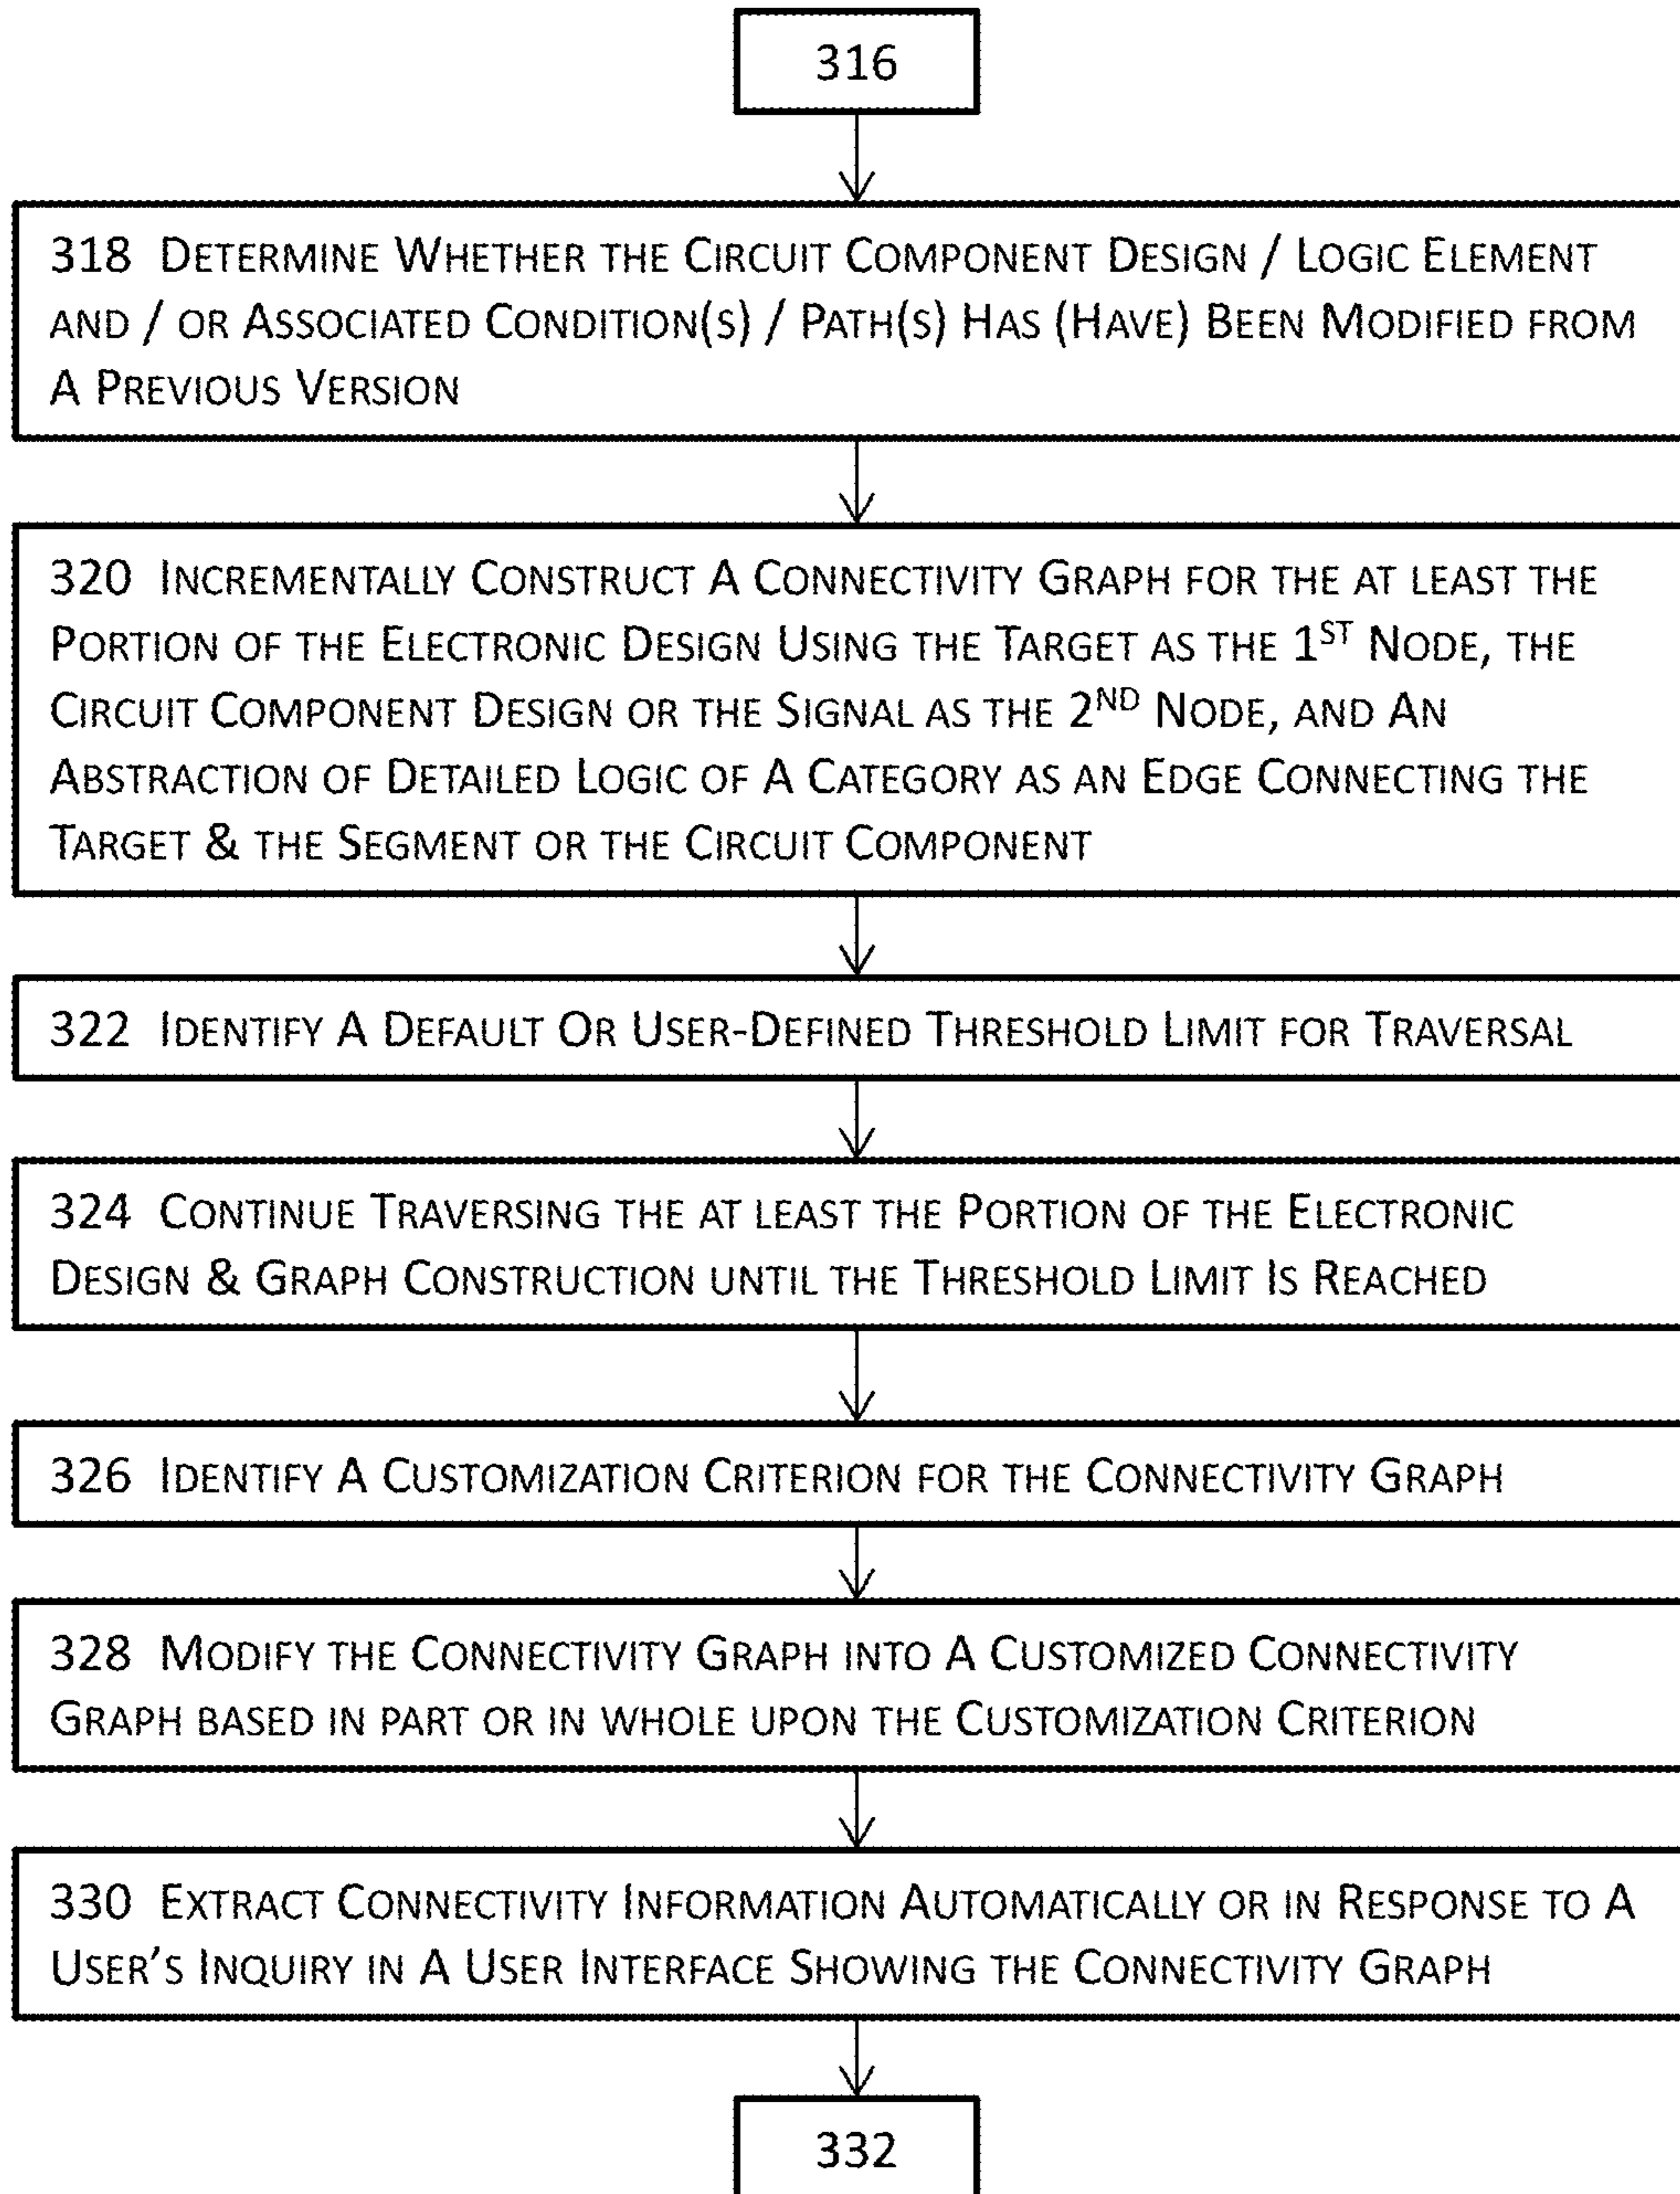 316
318 Determine Whether the Circuit Component Design / Logic Element
and / or Associated Condition(s) / Path(s) Has (Have) Been Modified from
A Previous Version
320 Incrementally Construct A Connectivity Graph for the at least the
Portion of the Electronic Design Using the Target as the 1st Node, the
Circuit Component Design or the Signal as the 2nd Node, and An
Abstraction of Detailed Logic of A Category as an Edge Connecting the
Target & the Segment or the Circuit Component
322 Identify A Default Or User-Defined Threshold Limit for Traversal
324 Continue Traversing the at least the Portion of the Electronic
Design & Graph Construction until the Threshold Limit Is Reached
326 Identify A Customization Criterion for the Connectivity Graph
328 Modify the Connectivity Graph into A Customized Connectivity
Graph based in part or in whole upon the Customization Criterion
330 Extract Connectivity Information Automatically or in Response to A
User's Inquiry in A User Interface Showing the Connectivity Graph
332